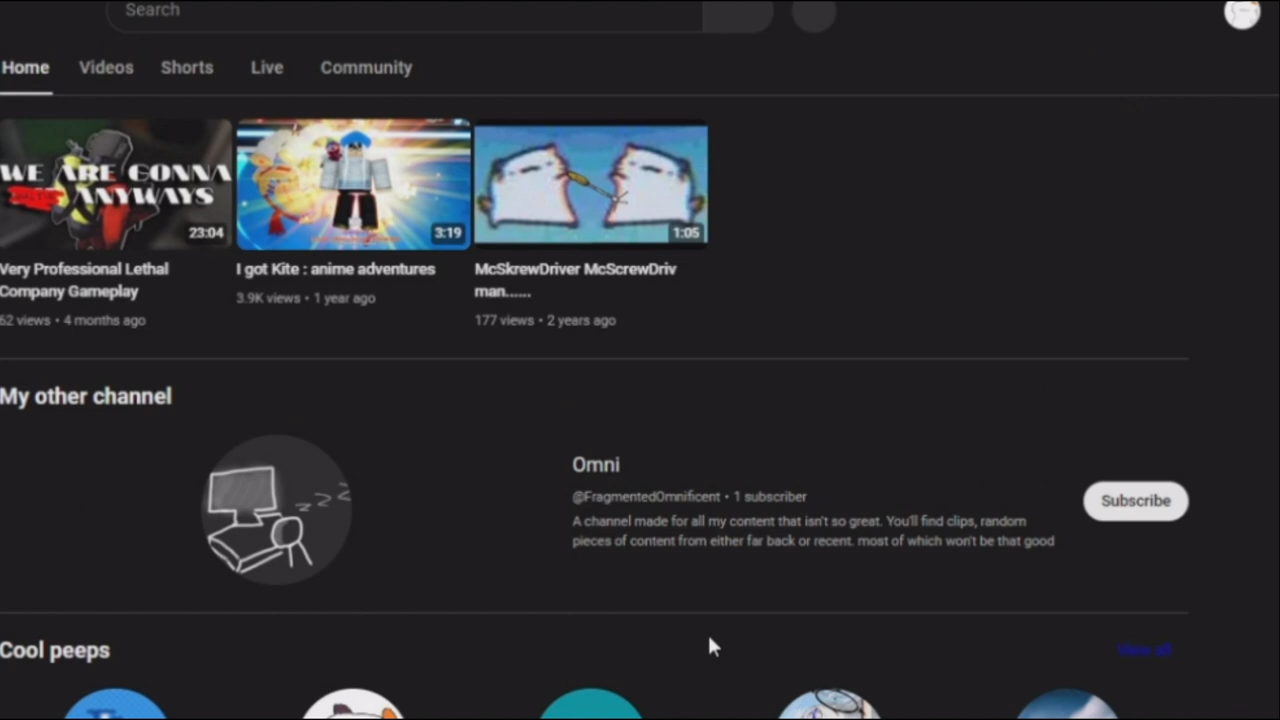 Search
Home Videos Shorts Live Community
WE ARE GONNA
ANYWAYS
23:04
3:19
1:05
Very Professional Lethal
Company Gameplay
62 views • 4 months ago
I got Kite : anime adventures
3.9K views • 1 year ago
McSkrewDriver McScrewDriv
man......
177 views • 2 years ago
My other channel
Omni
@FragmentedOmnificent • 1 subscriber
A channel made for all my content that isn't so great. You'll find clips, random
pieces of content from either far back or recent. most of which won't be that good
Subscribe
z z z
Cool peeps
View all